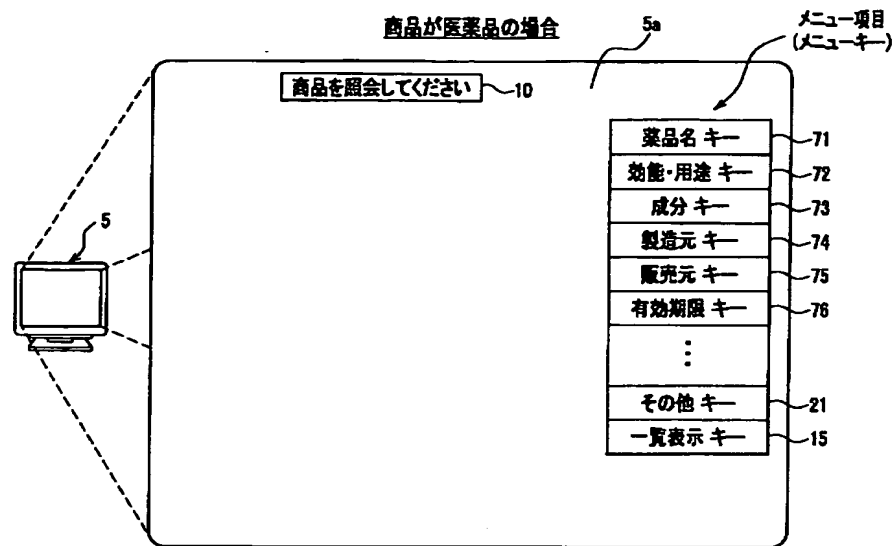 商品が医薬品の場合
5a
メニュー項目
(メニューキー)
商品を照会してください
10
薬品名 キー
71
効能・用途 キー
72
成分 キー
73
5
製造元 キー
74
販売元 キー
75
有効期限 キー
76
⋮
その他 キー
21
一覧表示 キー
15